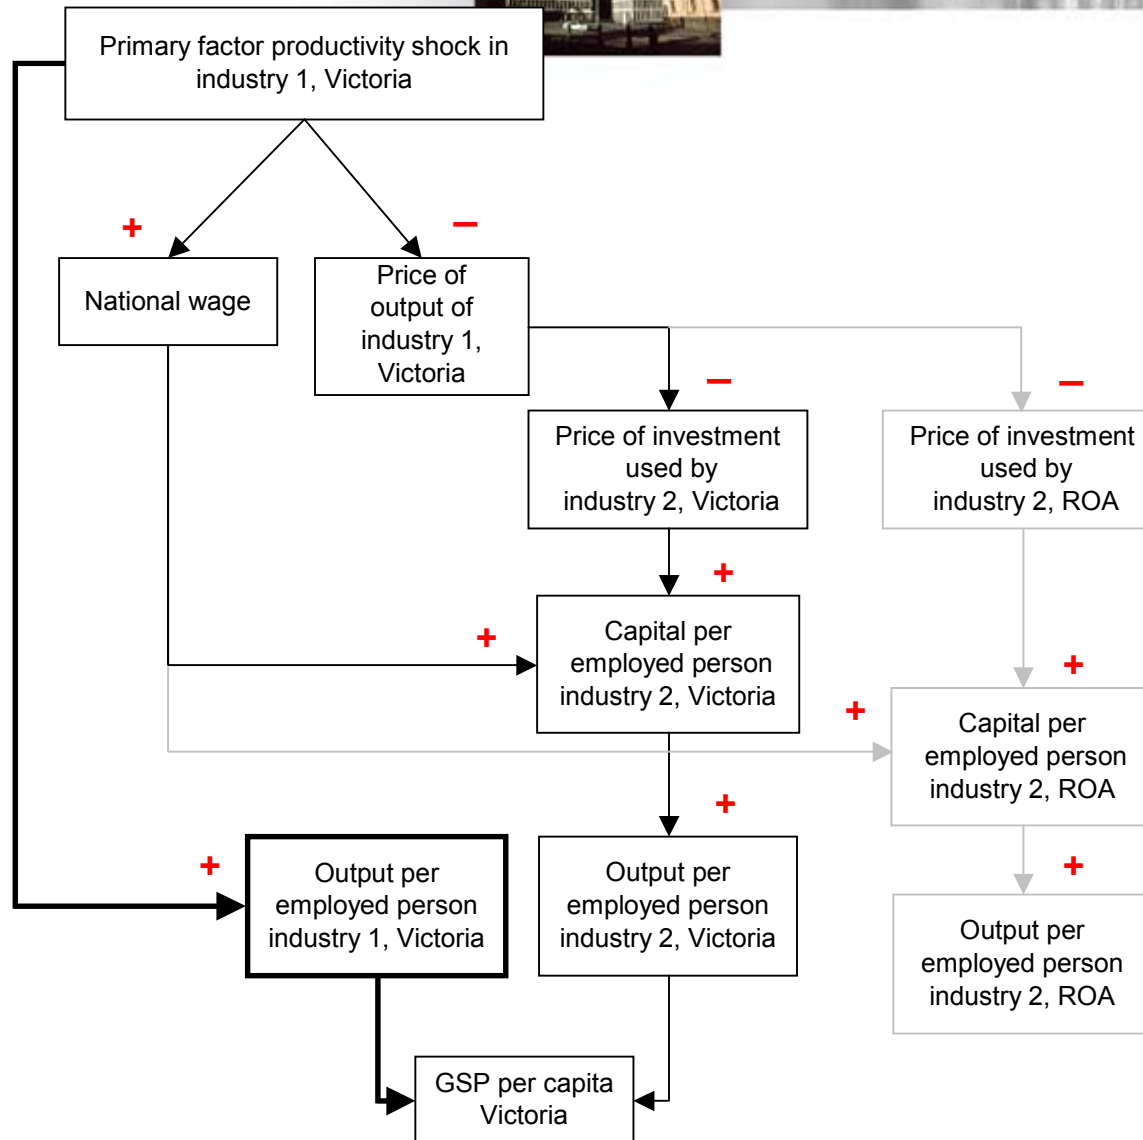 Primary factor productivity shock in
industry 1, Victoria
+
−
National wage
Price of
output of
industry 1,
Victoria
−
−
Price of investment
used by
industry 2, Victoria
Price of investment
used by
industry 2, ROA
+
+
Capital per
employed person
industry 2, Victoria
+
+
Capital per
employed person
industry 2, ROA
+
+
+
Output per
employed person
industry 1, Victoria
Output per
employed person
industry 2, Victoria
Output per
employed person
industry 2, ROA
GSP per capita
Victoria